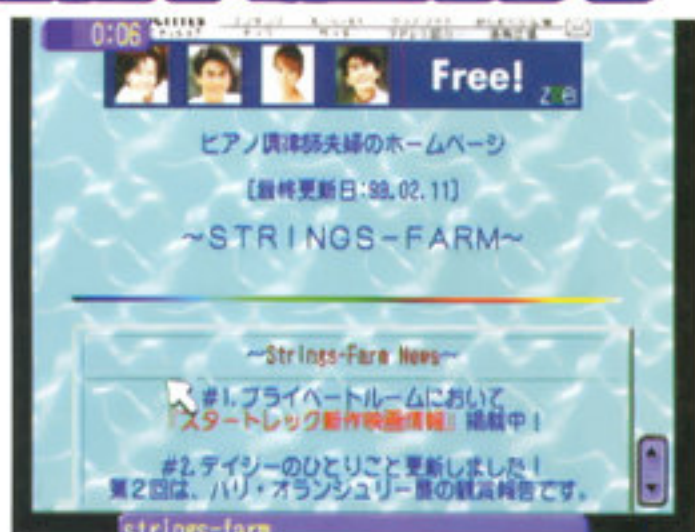 0:06
Free!
ピアノ調律師夫婦のホームページ
[最終更新日:99.02.11]
～STRINGS-FARM～
～Strings-Farm News～
#1.プライベートルームにおいて
『スタートレック新作映画情報』掲載中！
#2.デイジーのひとりごと更新しました！
第2回は、パリ・オランジュリー展の観賞報告です。
strings-farm